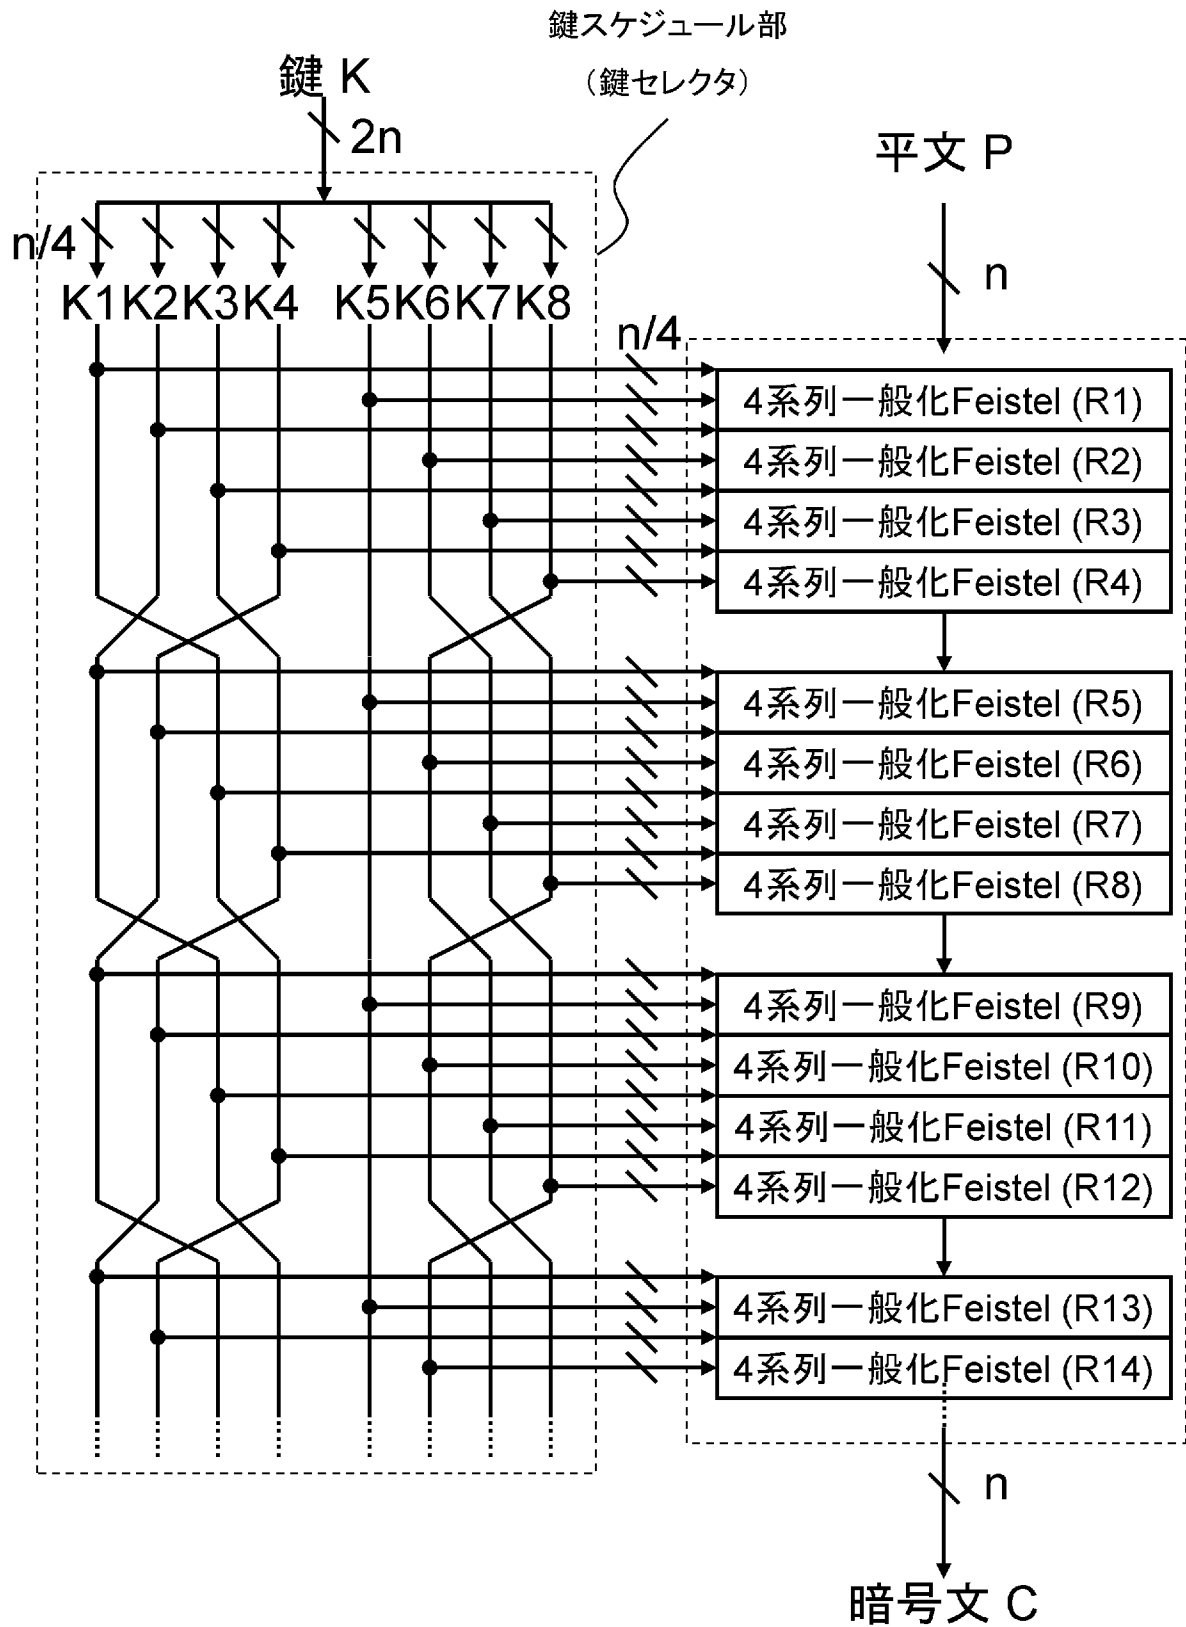 鍵スケジュール部
（鍵セレクタ）
鍵 K
2n
平文 P
n/4
n
K1 K2 K3 K4 K5 K6 K7 K8
n/4
4系列一般化Feistel (R1)
4系列一般化Feistel (R2)
4系列一般化Feistel (R3)
4系列一般化Feistel (R4)
4系列一般化Feistel (R5)
4系列一般化Feistel (R6)
4系列一般化Feistel (R7)
4系列一般化Feistel (R8)
4系列一般化Feistel (R9)
4系列一般化Feistel (R10)
4系列一般化Feistel (R11)
4系列一般化Feistel (R12)
4系列一般化Feistel (R13)
4系列一般化Feistel (R14)
n
暗号文 C